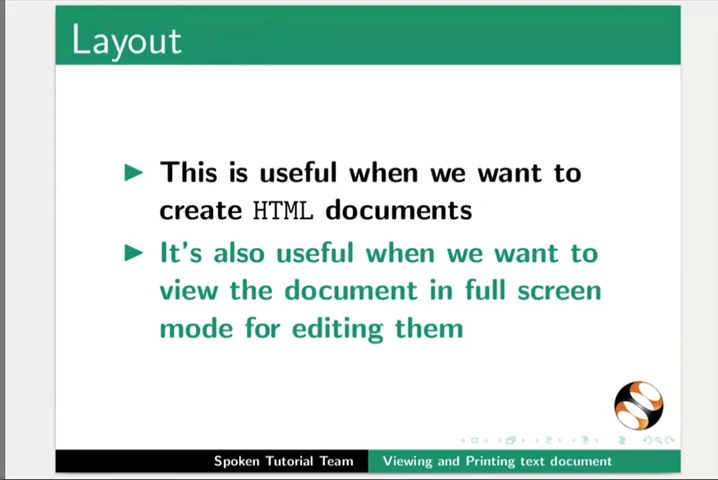 Layout
This is useful when we want to
create HTML documents
It's also useful when we want to
view the document in full screen
mode for editing them
Spoken Tutorial Team Viewing and Printing text document